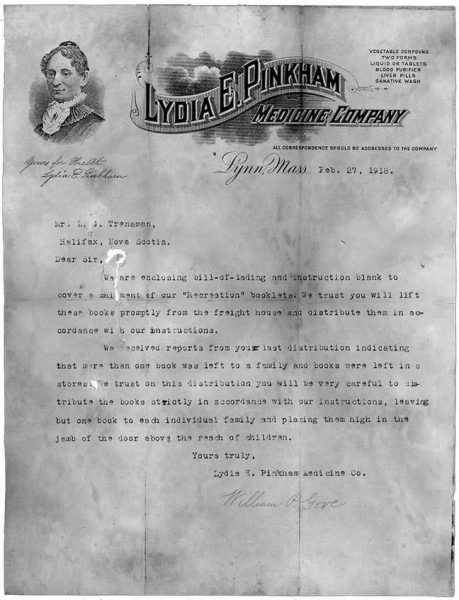 VEGETABLE COMPOUND
TWO FORMS
LIQUID OR TABLETS
BLOOD PURIFIER
LIVER PILLS
SANATIVE WASH
LYDIA E. PINKHAM
MEDICINE COMPANY
ALL CORRESPONDENCE SHOULD BE ADDRESSED TO THE COMPANY
Yours for Health
Lydia E. Pinkham
Lynn, Mass. Feb. 27, 1918.
Mr. L. G. Trenaman,
Halifax, Nova Scotia.
Dear Sir,
We are enclosing bill-of-lading and instruction blank to
cover a shipment of our "Recreation" booklets. We trust you will lift
these books promptly from the freight house and distribute them in ac-
cordance with our instructions.
We received reports from your last distribution indicating
that more than one book was left to a family and books were left in a
stores. We trust on this distribution you will be very careful to dis-
tribute the books strictly in accordance with our instructions, leaving
but one book to each individual family and placing them high in the
jamb of the door above the reach of children.
Yours truly,
Lydia E. Pinkham Medicine Co.
William P. Gove